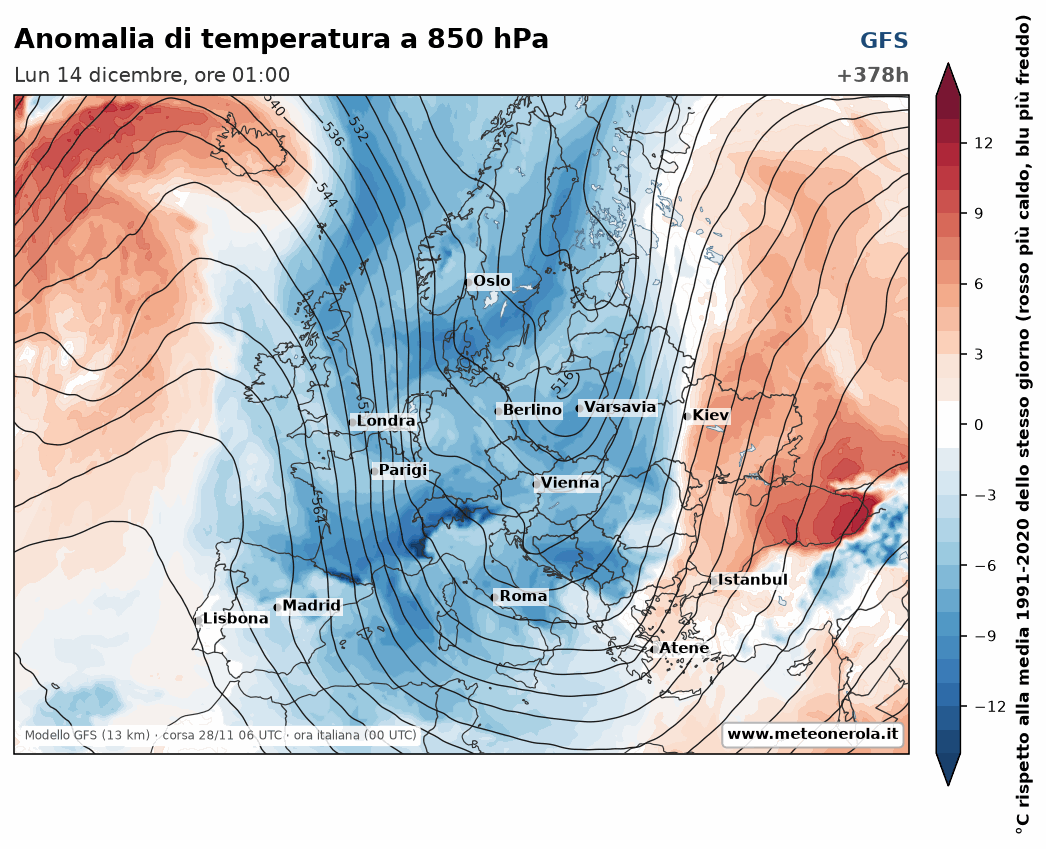 Anomalia di temperatura a 850 hPa
GFS
Lun 14 dicembre, ore 01:00
+378h
540
536
532
544
516
564
Oslo
Londra
Berlino
Varsavia
Kiev
Parigi
Vienna
Istanbul
Roma
Madrid
Lisbona
Atene
Modello GFS (13 km) · corsa 28/11 06 UTC · ora italiana (00 UTC)
www.meteonerola.it
12
9
6
3
0
−3
−6
−9
−12
°C rispetto alla media 1991-2020 dello stesso giorno (rosso più caldo, blu più freddo)